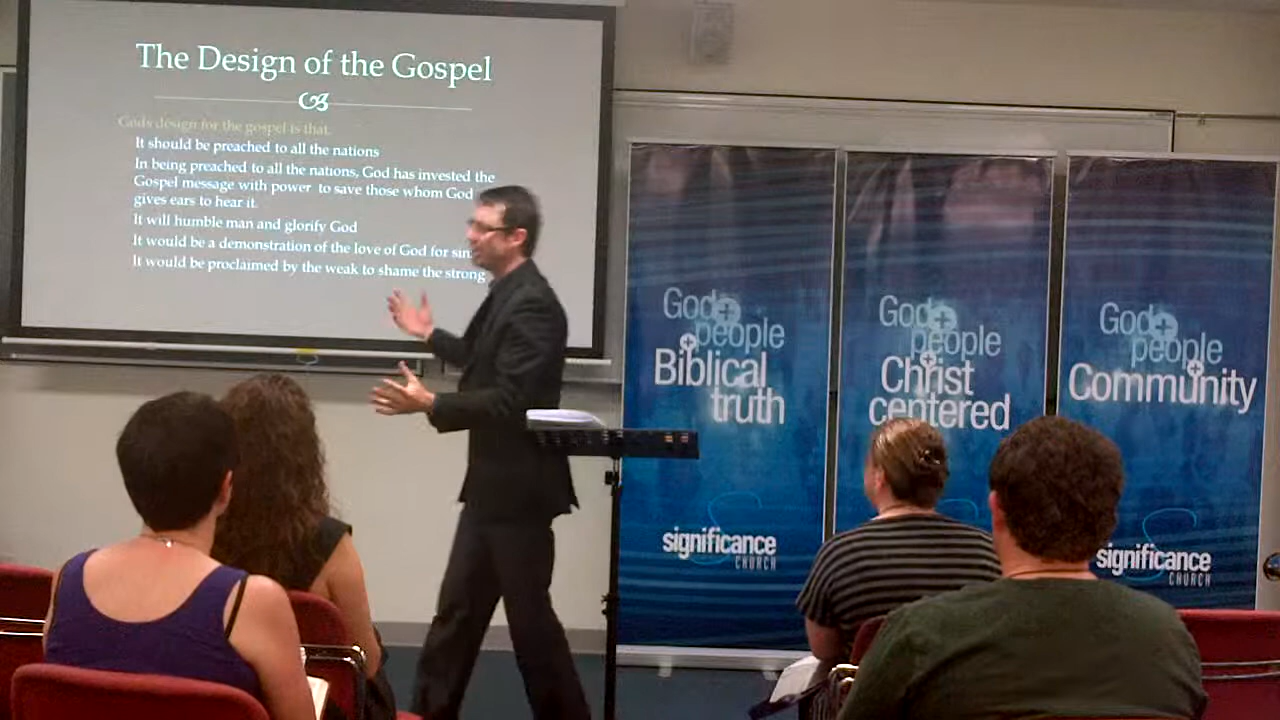 The Design of the Gospel
Gods design for the gospel is that:
It should be preached to all the nations
In being preached to all the nations, God has invested the
Gospel message with power to save those whom God
gives ears to hear it.
It will humble man and glorify God
It would be a demonstration of the love of God for sin
It would be proclaimed by the weak to shame the strong
God+
people
+
Biblical
truth
significance
CHURCH
God+
people
+
Christ
centered
God+
people
+
Community
significance
CHURCH